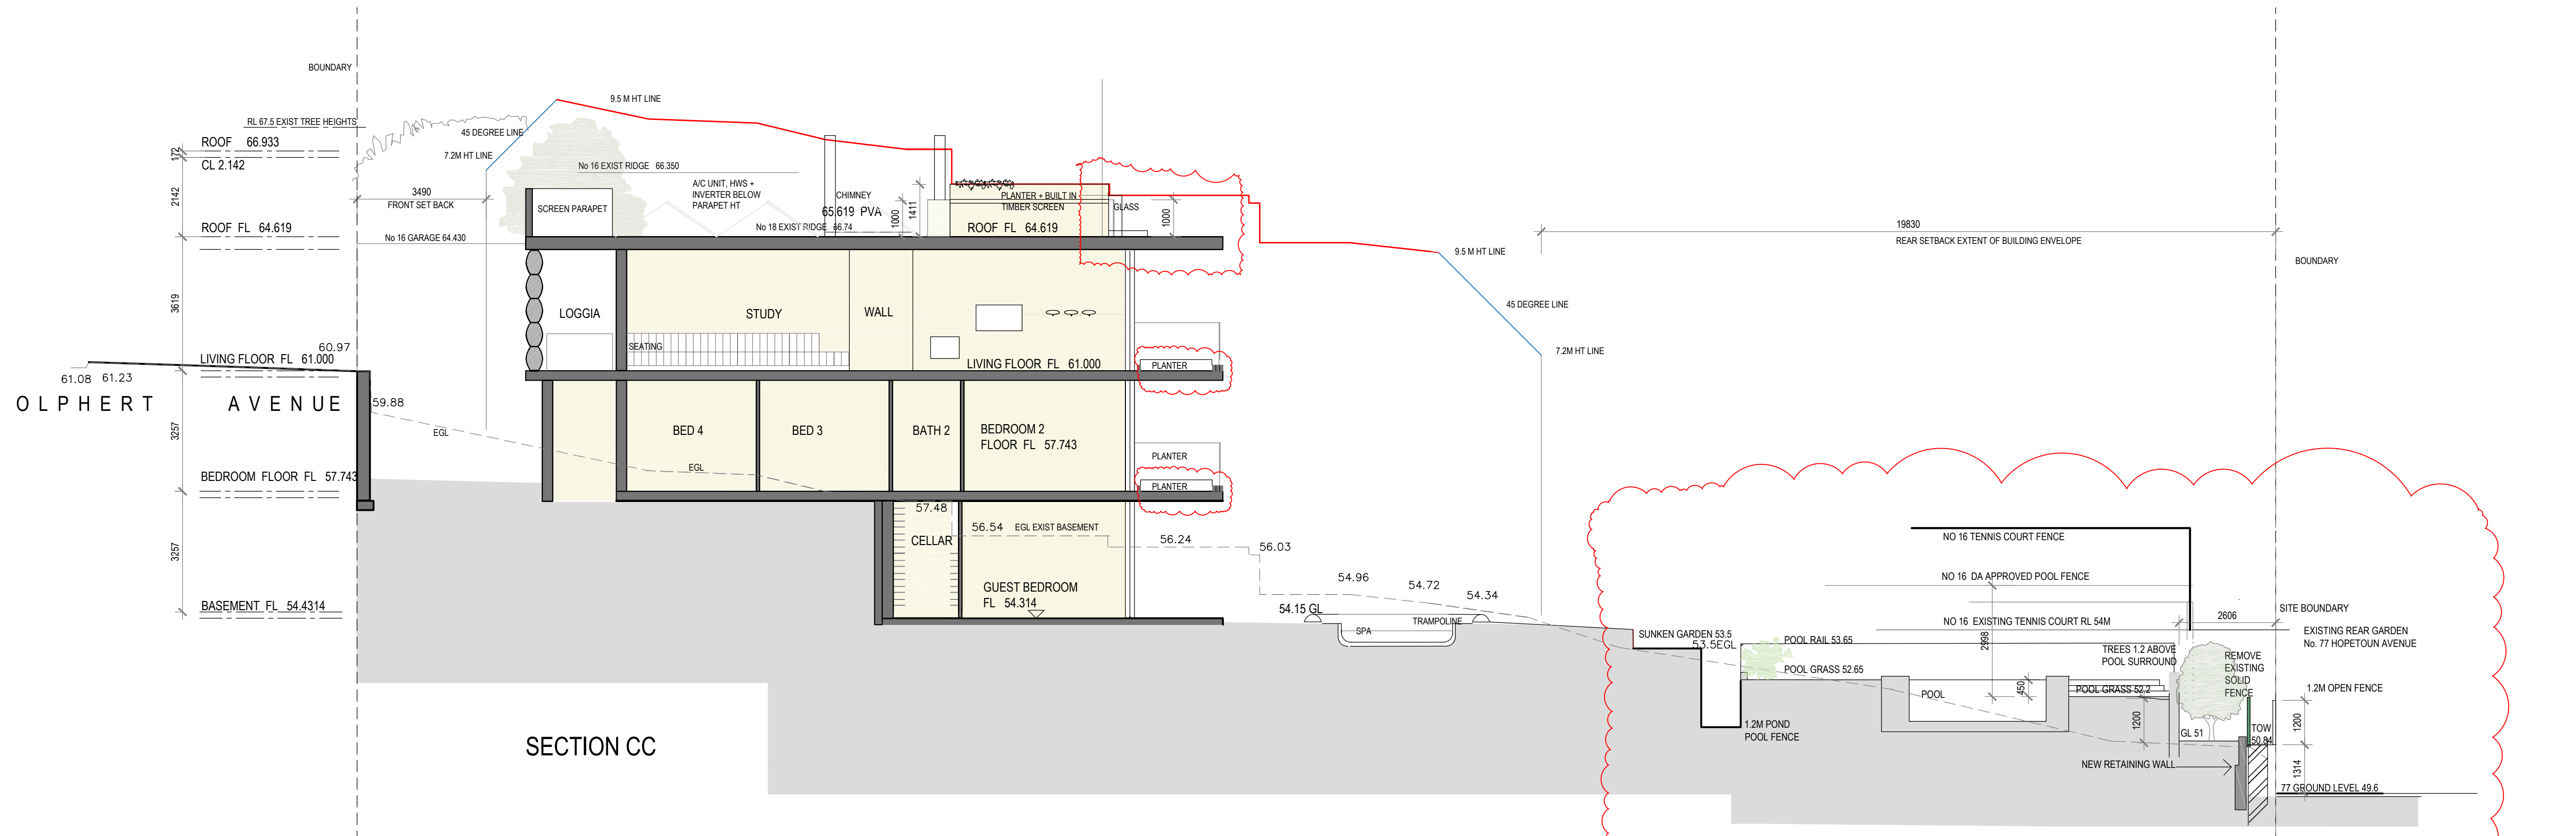 BOUNDARY
9.5 M HT LINE
RL 67.5 EXIST TREE HEIGHTS
45 DEGREE LINE
ROOF 66.933
172
CL 2.142
7.2M HT LINE
No 16 EXIST RIDGE 66.350
2142
3490
FRONT SET BACK
A/C UNIT, HWS +
INVERTER BELOW
PARAPET HT
CHIMNEY
PLANTER + BUILT IN
TIMBER SCREEN
GLASS
SCREEN PARAPET
65.619 PVA
1000
1411
1000
ROOF FL 64.619
No 16 GARAGE 64.430
No 18 EXIST RIDGE 66.74
ROOF FL 64.619
19830
REAR SETBACK EXTENT OF BUILDING ENVELOPE
9.5 M HT LINE
BOUNDARY
3619
LOGGIA
STUDY
WALL
45 DEGREE LINE
60.97
SEATING
7.2M HT LINE
LIVING FLOOR FL 61.000
LIVING FLOOR FL 61.000
PLANTER
61.08
61.23
OLPHERT AVENUE
59.88
EGL
3257
BED 4
BED 3
BATH 2
BEDROOM 2
FLOOR FL 57.743
EGL
PLANTER
BEDROOM FLOOR FL 57.743
PLANTER
57.48
56.54
EGL EXIST BASEMENT
56.24
56.03
CELLAR
3257
NO 16 TENNIS COURT FENCE
NO 16 DA APPROVED POOL FENCE
GUEST BEDROOM
FL 54.314
54.96
54.72
54.34
BASEMENT FL 54.4314
54.15 GL
TRAMPOLINE
SPA
2606
SITE BOUNDARY
NO 16 EXISTING TENNIS COURT RL 54M
EXISTING REAR GARDEN
No. 77 HOPETOUN AVENUE
SUNKEN GARDEN 53.5
53.5EGL
POOL RAIL 53.65
2998
TREES 1.2 ABOVE
POOL SURROUND
REMOVE
EXISTING
SOLID
FENCE
POOL GRASS 52.65
POOL
450
POOL GRASS 52.2
1.2M OPEN FENCE
1.2M POND
POOL FENCE
1200
GL 51
TOW
50.84
1200
SECTION CC
NEW RETAINING WALL
1314
77 GROUND LEVEL 49.6